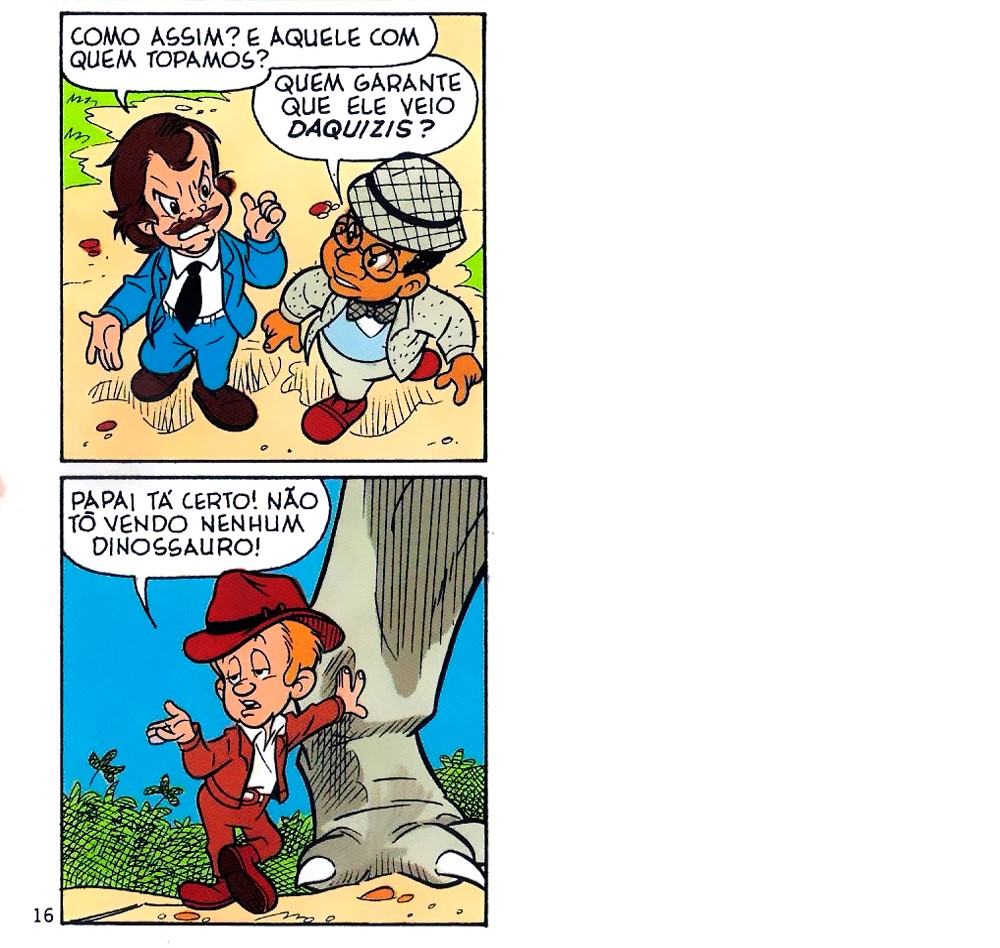 COMO ASSIM? E AQUELE COM
QUEM TOPAMOS?
QUEM GARANTE
QUE ELE VEIO
DAQUIZIS?
PAPAI TÁ CERTO! NÃO
TÔ VENDO NENHUM
DINOSSAURO!
16